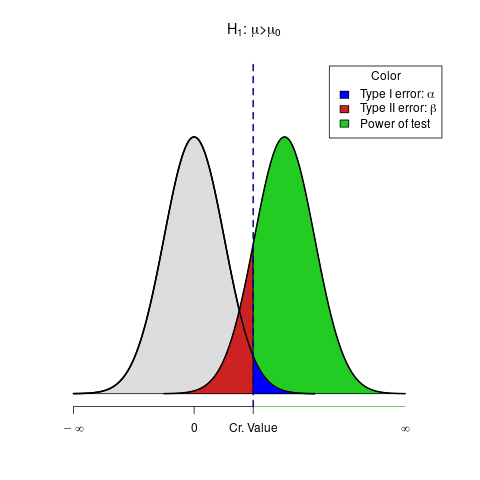 H₁: μ>μ₀
Color
Type I error: α
Type II error: β
Power of test
− ∞
0
Cr. Value
∞